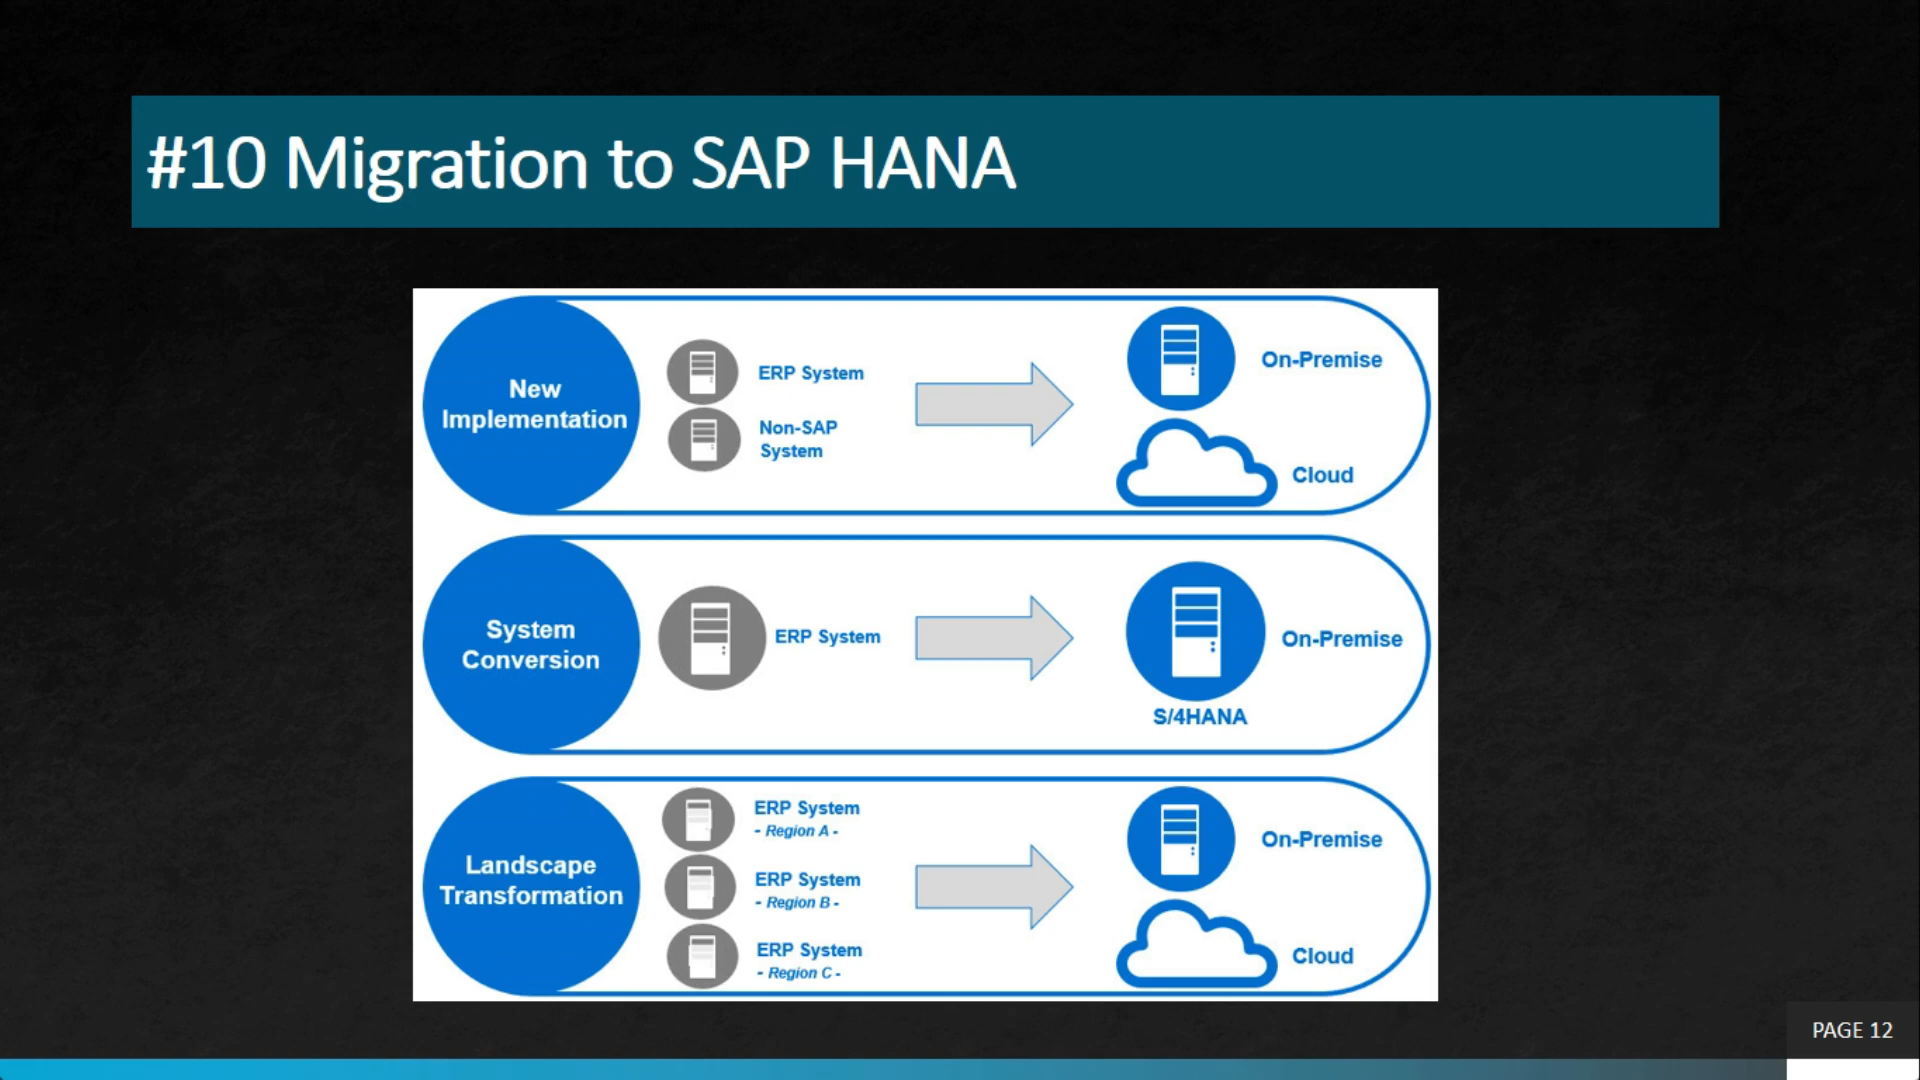 #10 Migration to SAP HANA
New
Implementation
ERP System
Non-SAP
System
On-Premise
Cloud
System
Conversion
ERP System
On-Premise
S/4HANA
Landscape
Transformation
ERP System
- Region A -
ERP System
- Region B -
ERP System
- Region C -
On-Premise
Cloud
PAGE 12